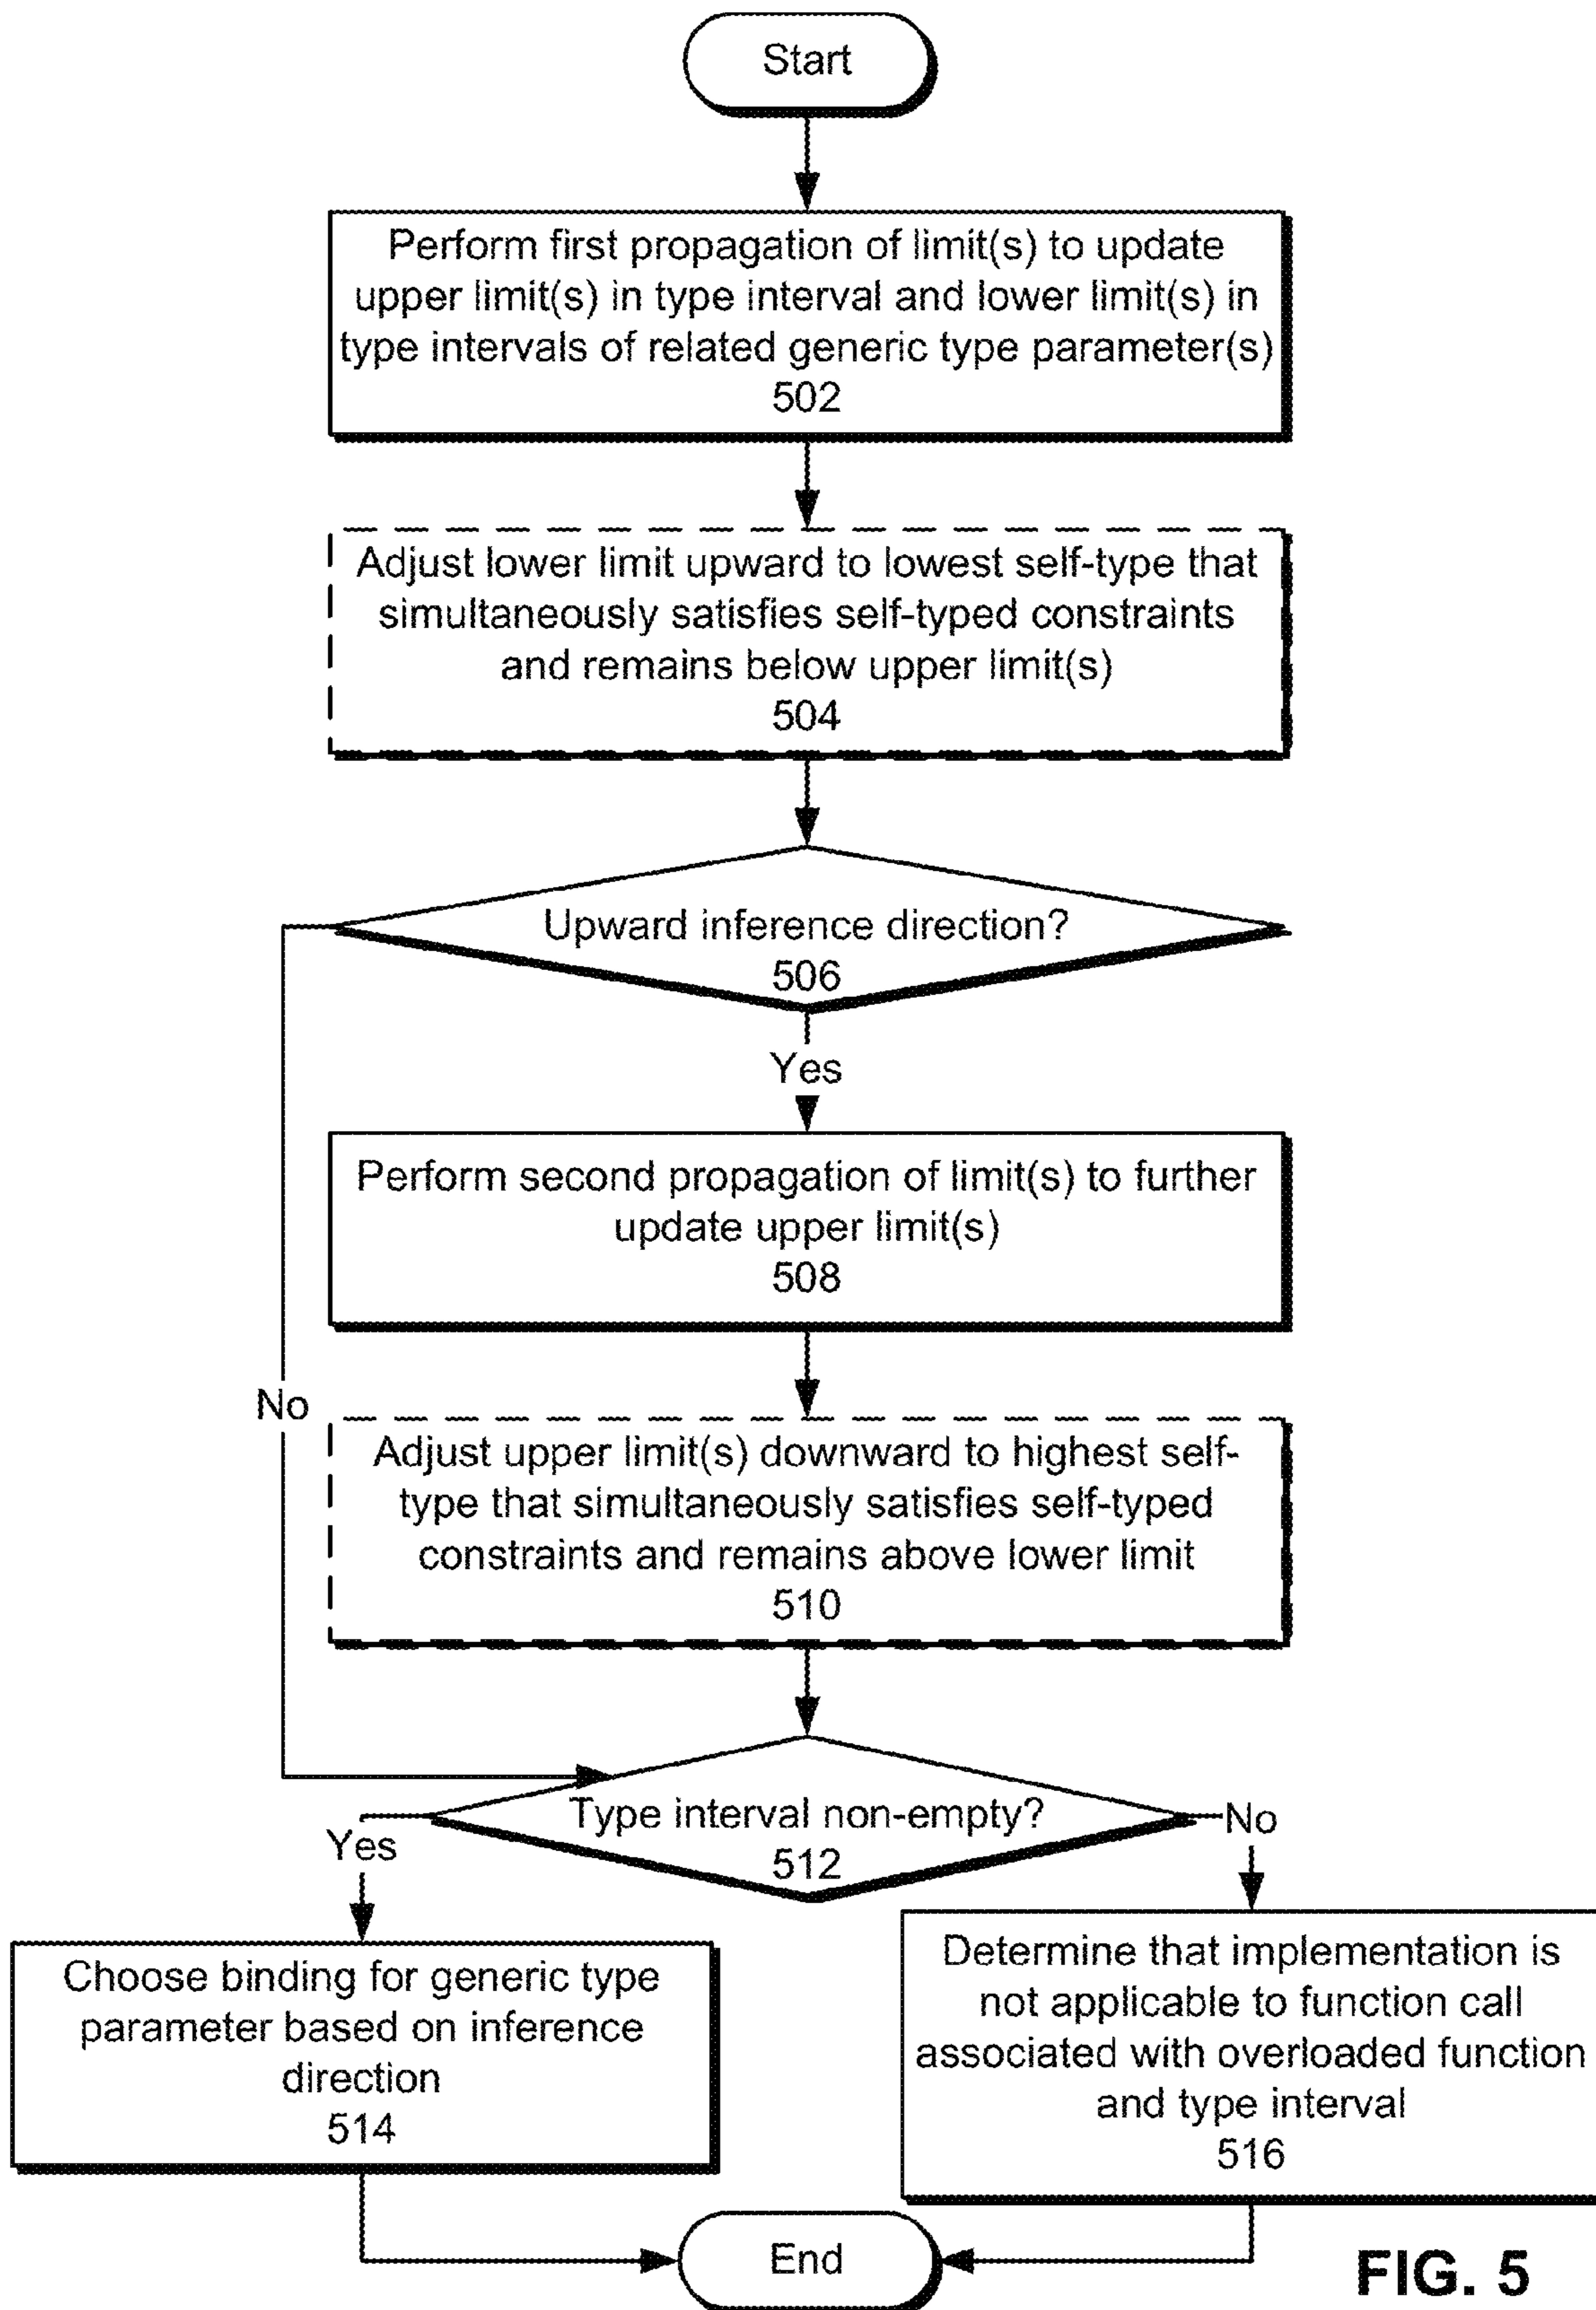 Start
Perform first propagation of limit(s) to update
upper limit(s) in type interval and lower limit(s) in
type intervals of related generic type parameter(s)
502
Adjust lower limit upward to lowest self-type that
simultaneously satisfies self-typed constraints
and remains below upper limit(s)
504
Upward inference direction?
506
Yes
Perform second propagation of limit(s) to further
update upper limit(s)
508
No
Adjust upper limit(s) downward to highest self-
type that simultaneously satisfies self-typed
constraints and remains above lower limit
510
Type interval non-empty?
512
Yes
No
Choose binding for generic type
parameter based on inference
direction
514
Determine that implementation is
not applicable to function call
associated with overloaded function
and type interval
516
End
FIG. 5